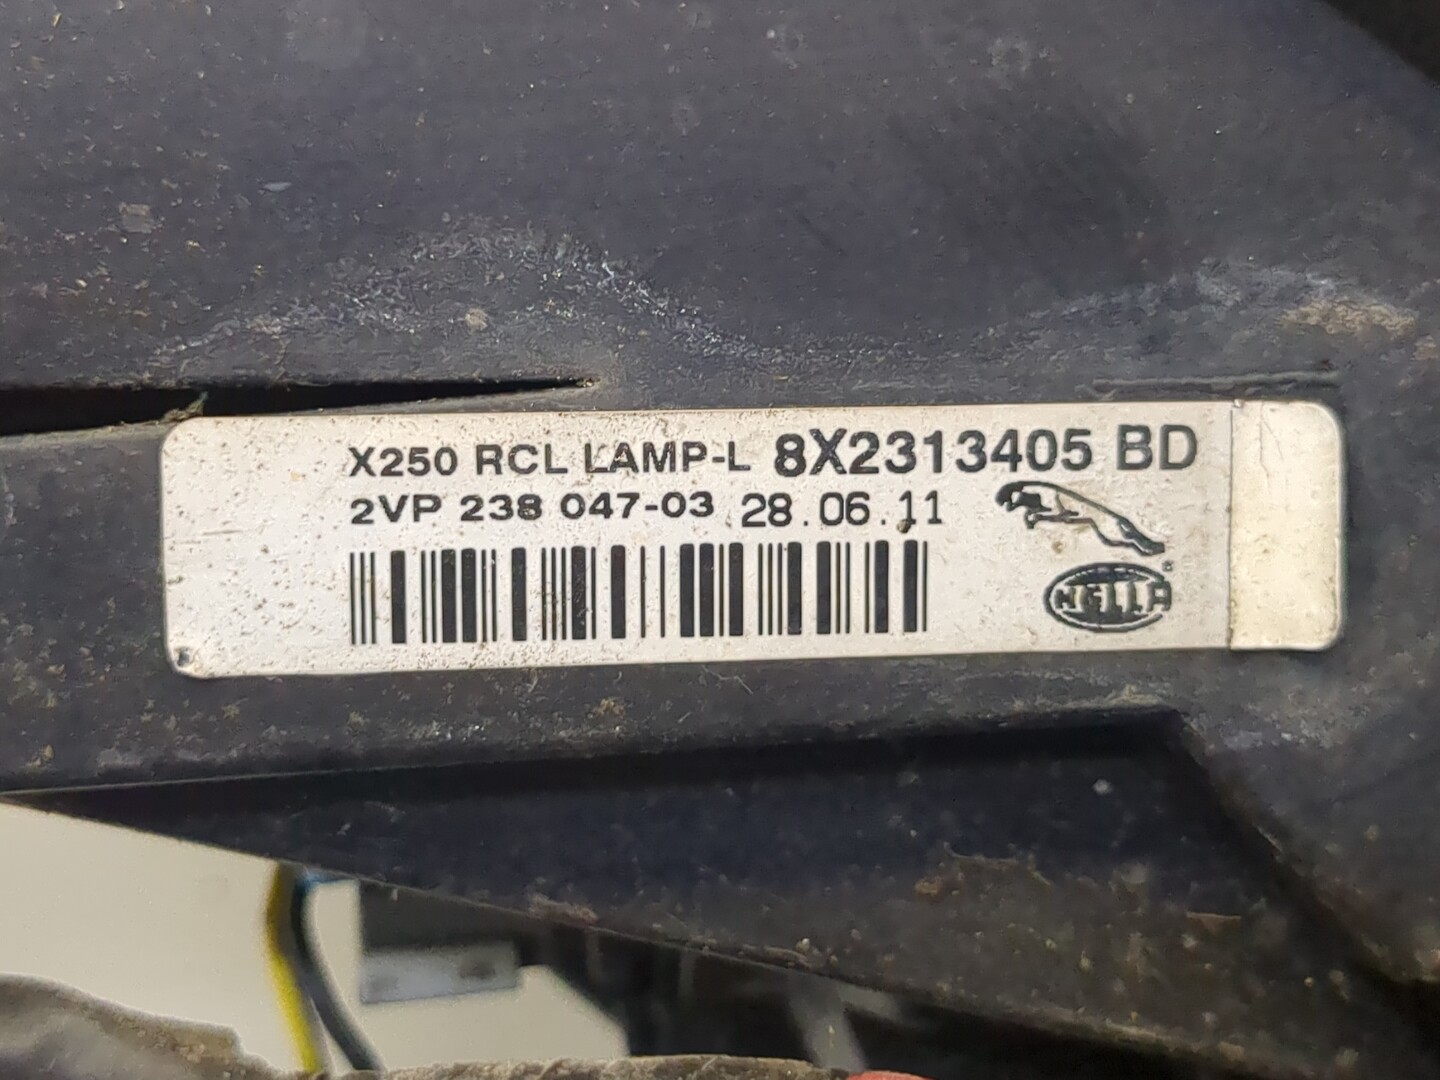 X250 RCL LAMP-L 8X2313405 BD
2VP 238 047-03 28.06.11
HELLA